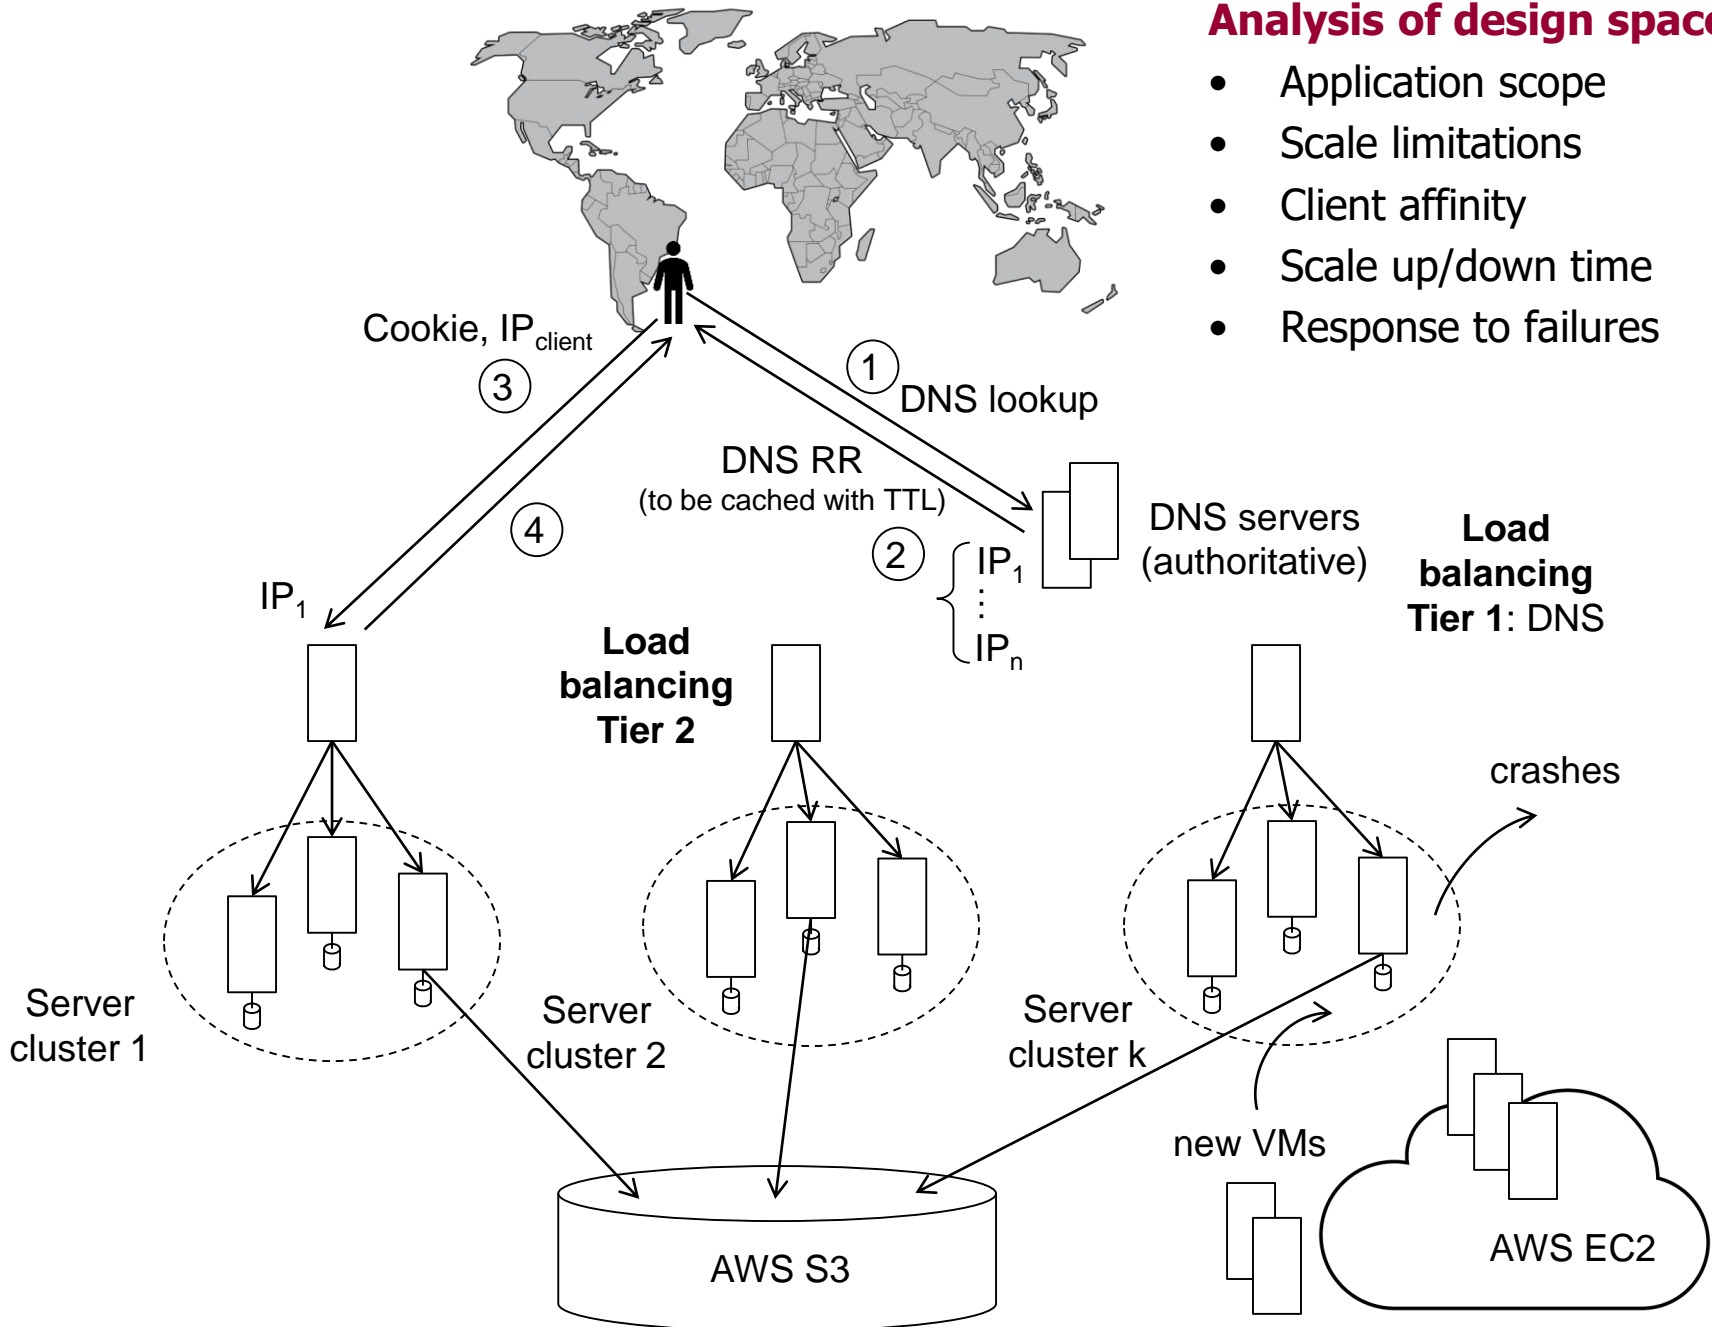 Analysis of design space
• Application scope
• Scale limitations
• Client affinity
• Scale up/down time
• Response to failures
Cookie, IPclient
3
1
DNS lookup
DNS RR
(to be cached with TTL)
4
2
IP1
⋮
IPn
DNS servers
(authoritative)
Load
balancing
Tier 1: DNS
IP1
Load
balancing
Tier 2
crashes
Server
cluster 1
Server
cluster 2
Server
cluster k
new VMs
AWS S3
AWS EC2